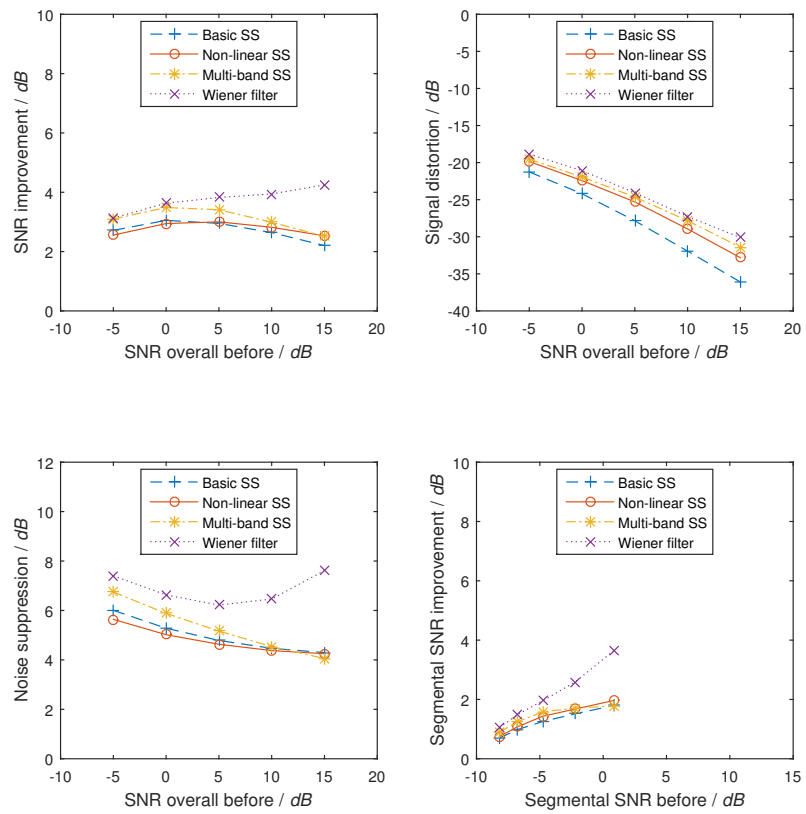 SNR improvement / dB
10
8
6
4
2
0
-10
-5
0
5
10
15
20
SNR overall before / dB
Basic SS
Non-linear SS
Multi-band SS
Wiener filter
Signal distortion / dB
0
-5
-10
-15
-20
-25
-30
-35
-40
-10
-5
0
5
10
15
20
SNR overall before / dB
Basic SS
Non-linear SS
Multi-band SS
Wiener filter
Noise suppression / dB
12
10
8
6
4
2
0
-10
-5
0
5
10
15
20
SNR overall before / dB
Basic SS
Non-linear SS
Multi-band SS
Wiener filter
Segmental SNR improvement / dB
10
8
6
4
2
0
-10
-5
0
5
10
15
Segmental SNR before / dB
Basic SS
Non-linear SS
Multi-band SS
Wiener filter